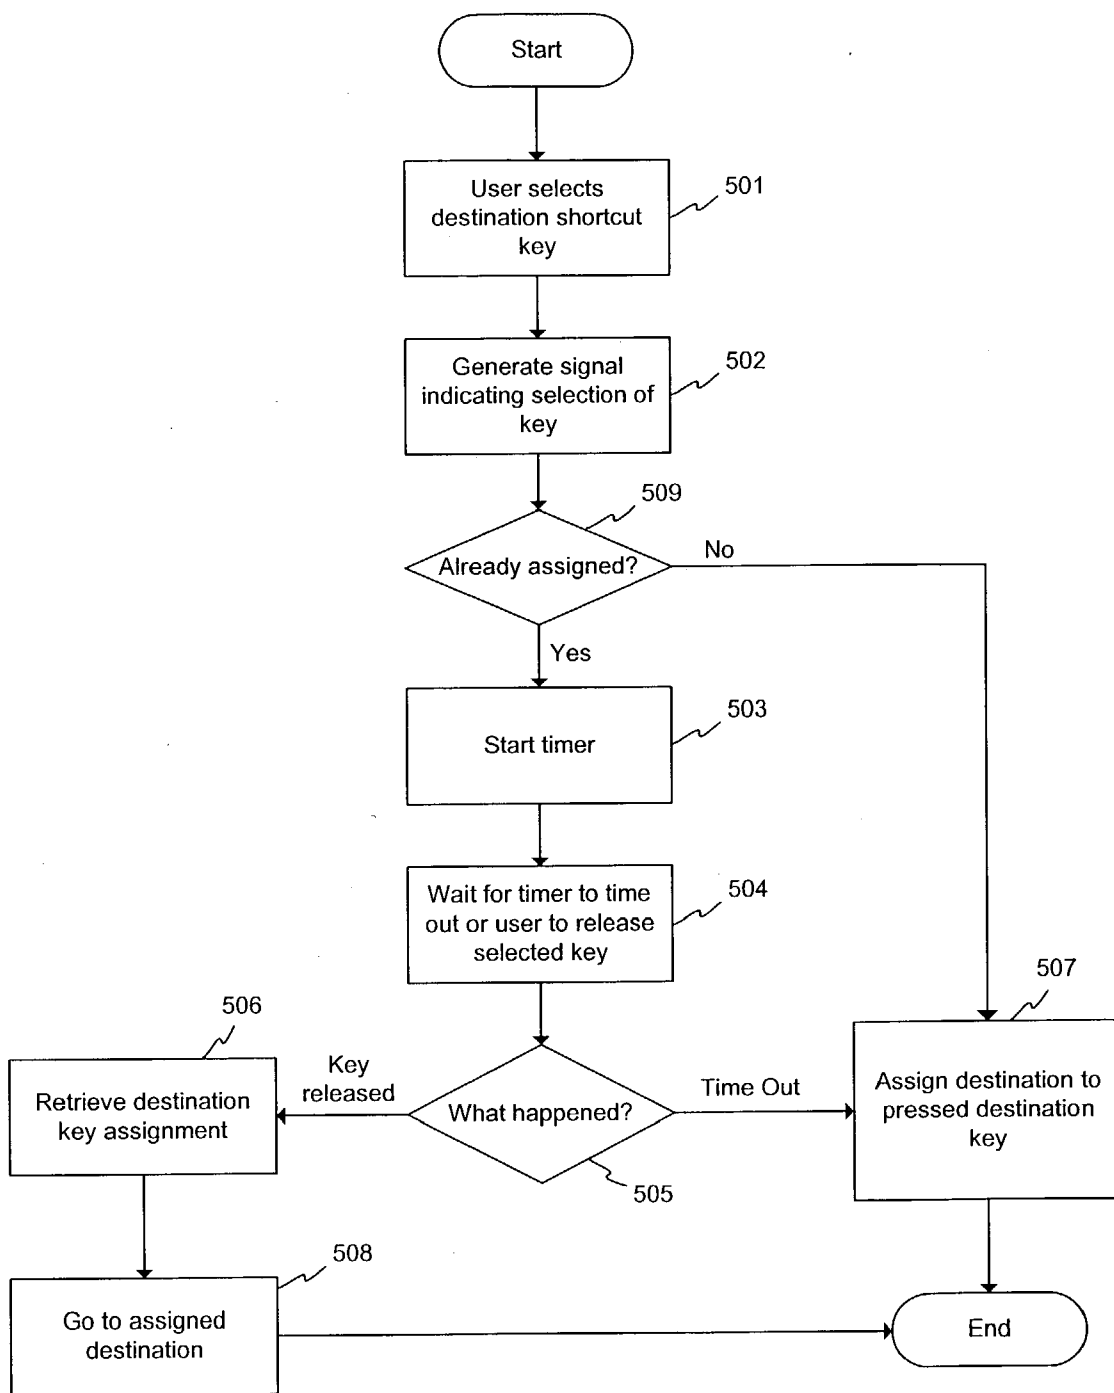 Start
User selects
destination shortcut
key
501
Generate signal
indicating selection of
key
502
509
Already assigned?
No
Yes
Start timer
503
Wait for timer to time
out or user to release
selected key
504
506
Retrieve destination
key assignment
Key
released
What happened?
505
Time Out
507
Assign destination to
pressed destination
key
508
Go to assigned
destination
End